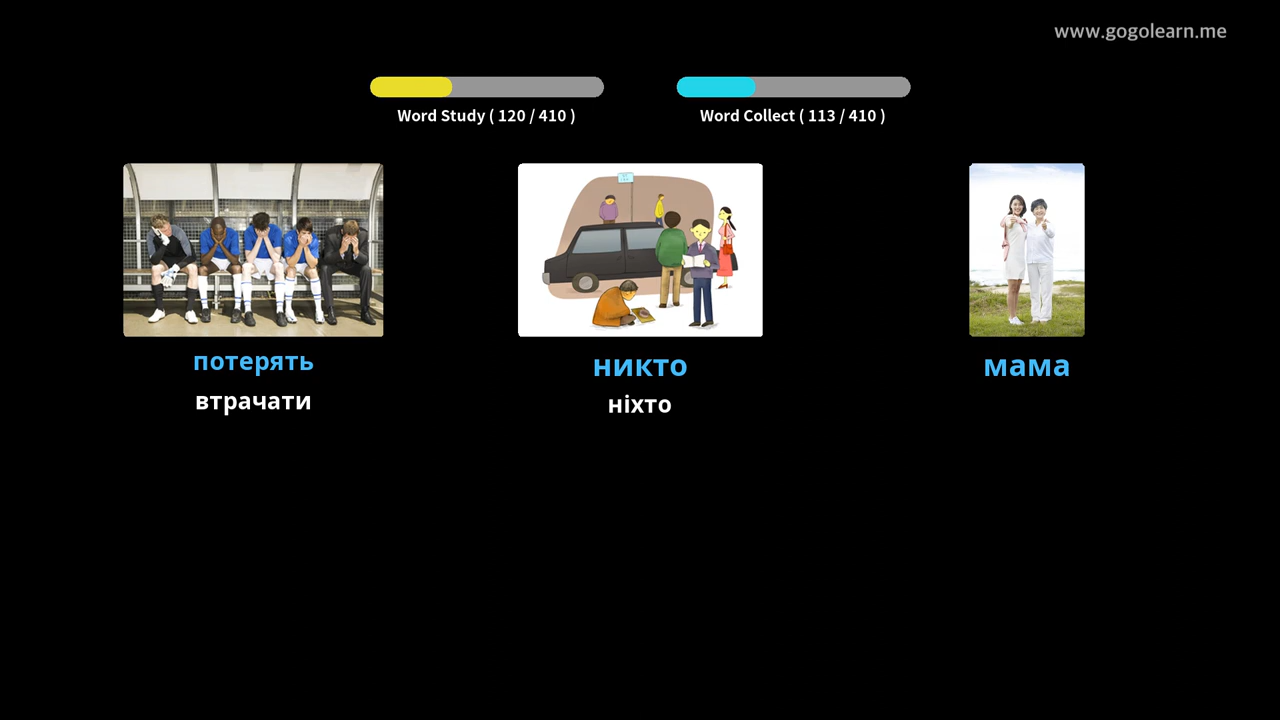 www.gogolearn.me
Word Study ( 120 / 410 )
Word Collect ( 113 / 410 )
потерять
втрачати
никто
ніхто
мама